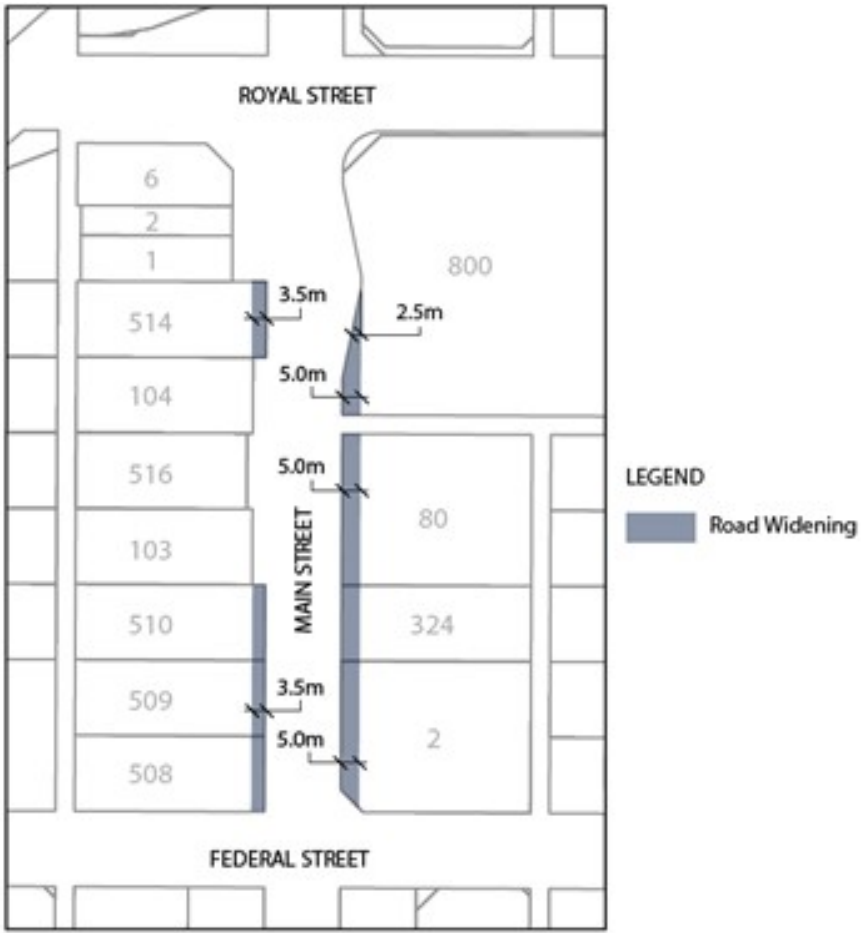 ROYAL STREET
6
2
1
800
3.5m
2.5m
514
5.0m
104
5.0m
516
LEGEND
80
Road Widening
103
MAIN STREET
510
324
3.5m
509
5.0m
2
508
FEDERAL STREET